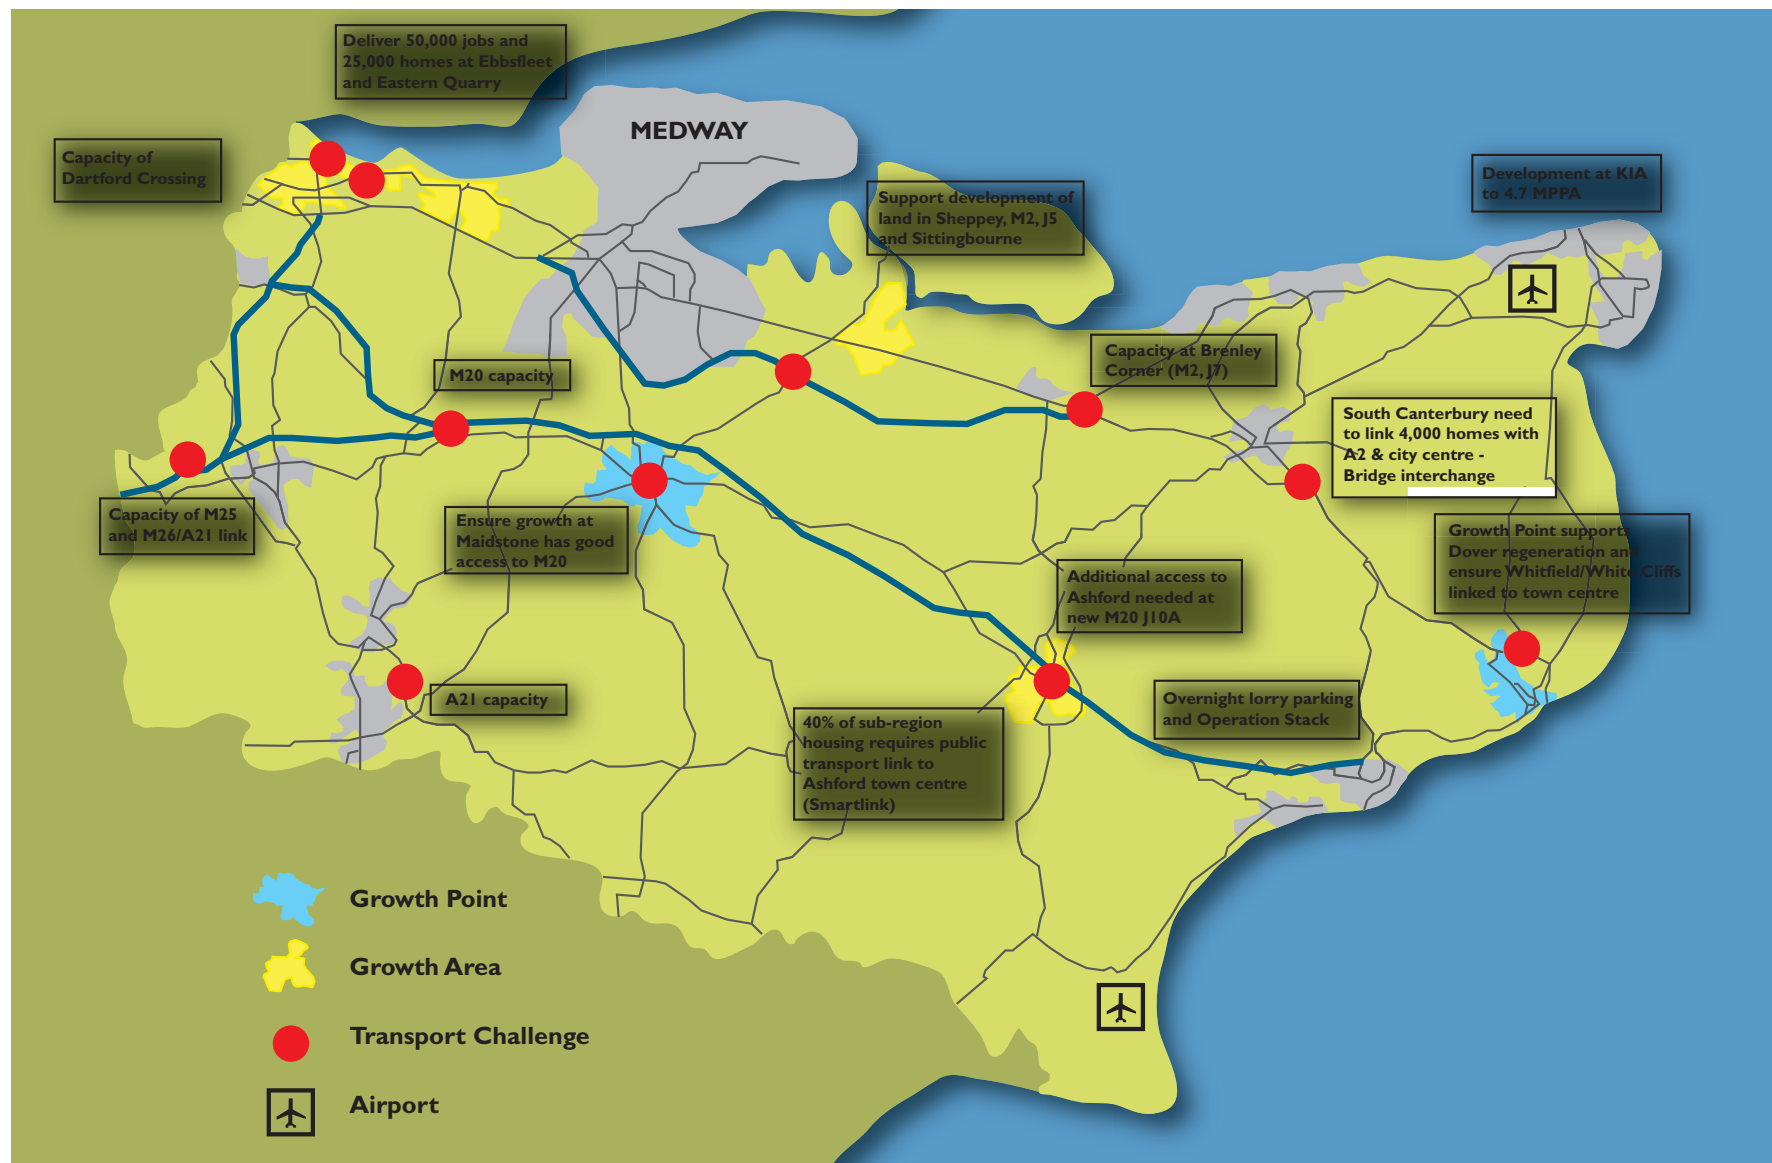 Deliver 50,000 jobs and
25,000 homes at Ebbsfleet
and Eastern Quarry
MEDWAY
Capacity of
Dartford Crossing
Development at KIA
to 4.7 MPPA
Support development of
land in Sheppey, M2, J5
and Sittingbourne
Capacity at Brenley
Corner (M2, J7)
M20 capacity
South Canterbury need
to link 4,000 homes with
A2 & city centre -
Bridge interchange
Capacity of M25
and M26/A21 link
Ensure growth at
Maidstone has good
access to M20
Growth Point supports
Dover regeneration and
ensure Whitfield/White Cliffs
linked to town centre
Additional access to
Ashford needed at
new M20 J10A
A21 capacity
Overnight lorry parking
and Operation Stack
40% of sub-region
housing requires public
transport link to
Ashford town centre
(Smartlink)
Growth Point
Growth Area
Transport Challenge
Airport